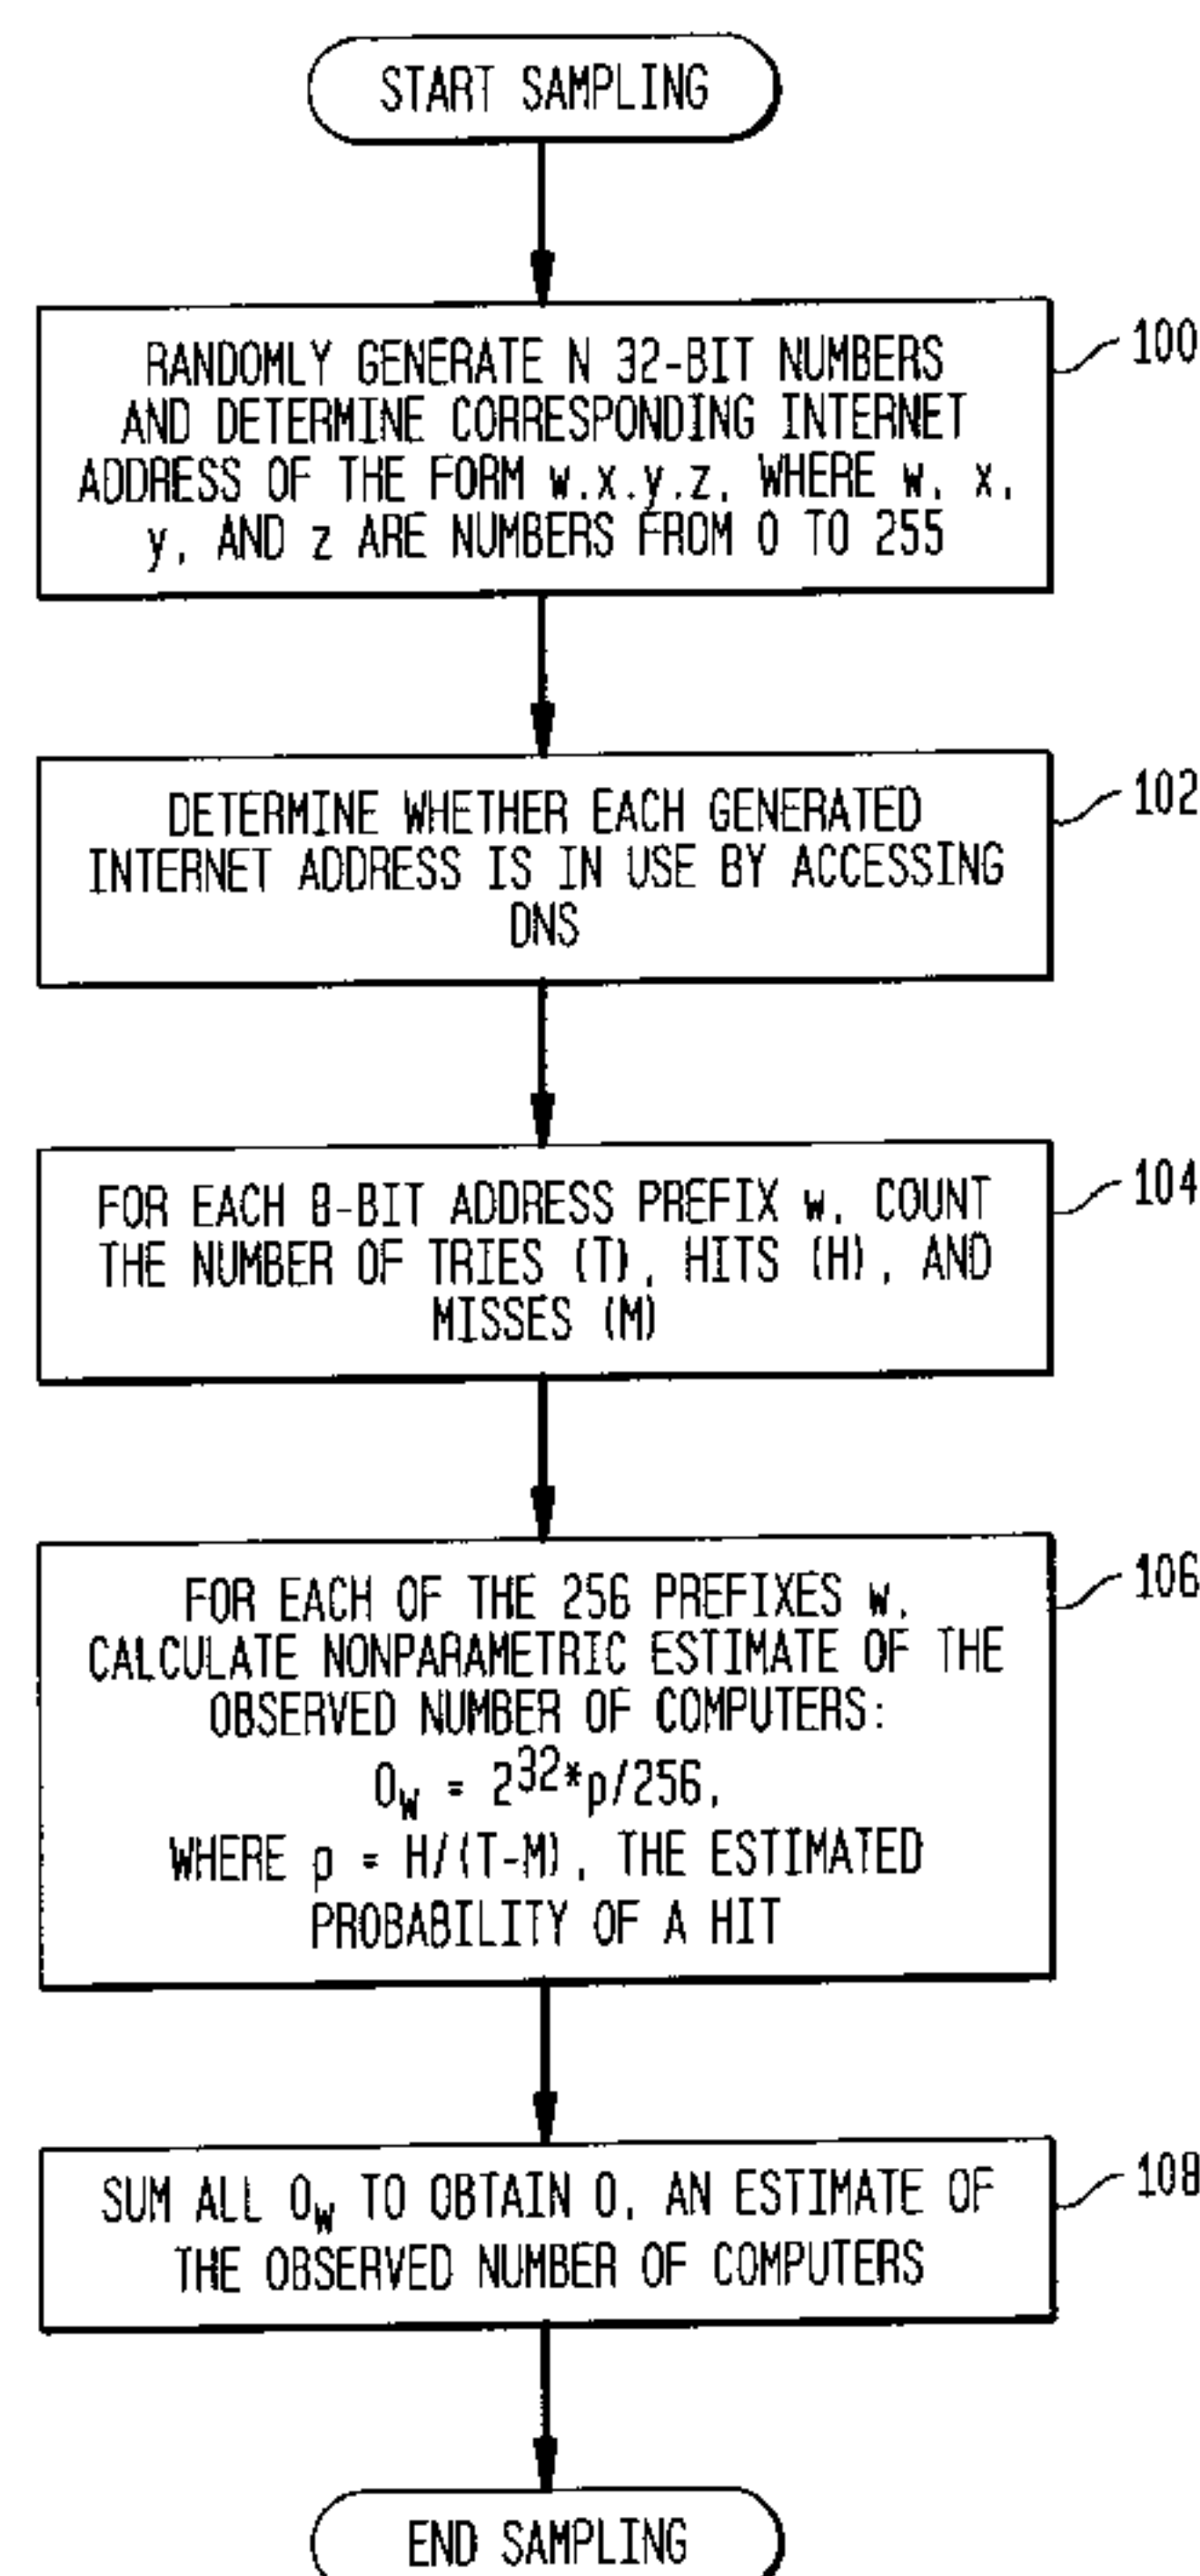 START SAMPLING
RANDOMLY GENERATE N 32-BIT NUMBERS
AND DETERMINE CORRESPONDING INTERNET
ADDRESS OF THE FORM w.x.y.z, WHERE w, x,
y, AND z ARE NUMBERS FROM 0 TO 255
100
DETERMINE WHETHER EACH GENERATED
INTERNET ADDRESS IS IN USE BY ACCESSING
DNS
102
FOR EACH 8-BIT ADDRESS PREFIX w, COUNT
THE NUMBER OF TRIES (T), HITS (H), AND
MISSES (M)
104
FOR EACH OF THE 256 PREFIXES w,
CALCULATE NONPARAMETRIC ESTIMATE OF THE
OBSERVED NUMBER OF COMPUTERS:
O_w = 2^32*p/256,
WHERE p = H/(T-M), THE ESTIMATED
PROBABILITY OF A HIT
106
SUM ALL O_w TO OBTAIN O, AN ESTIMATE OF
THE OBSERVED NUMBER OF COMPUTERS
108
END SAMPLING